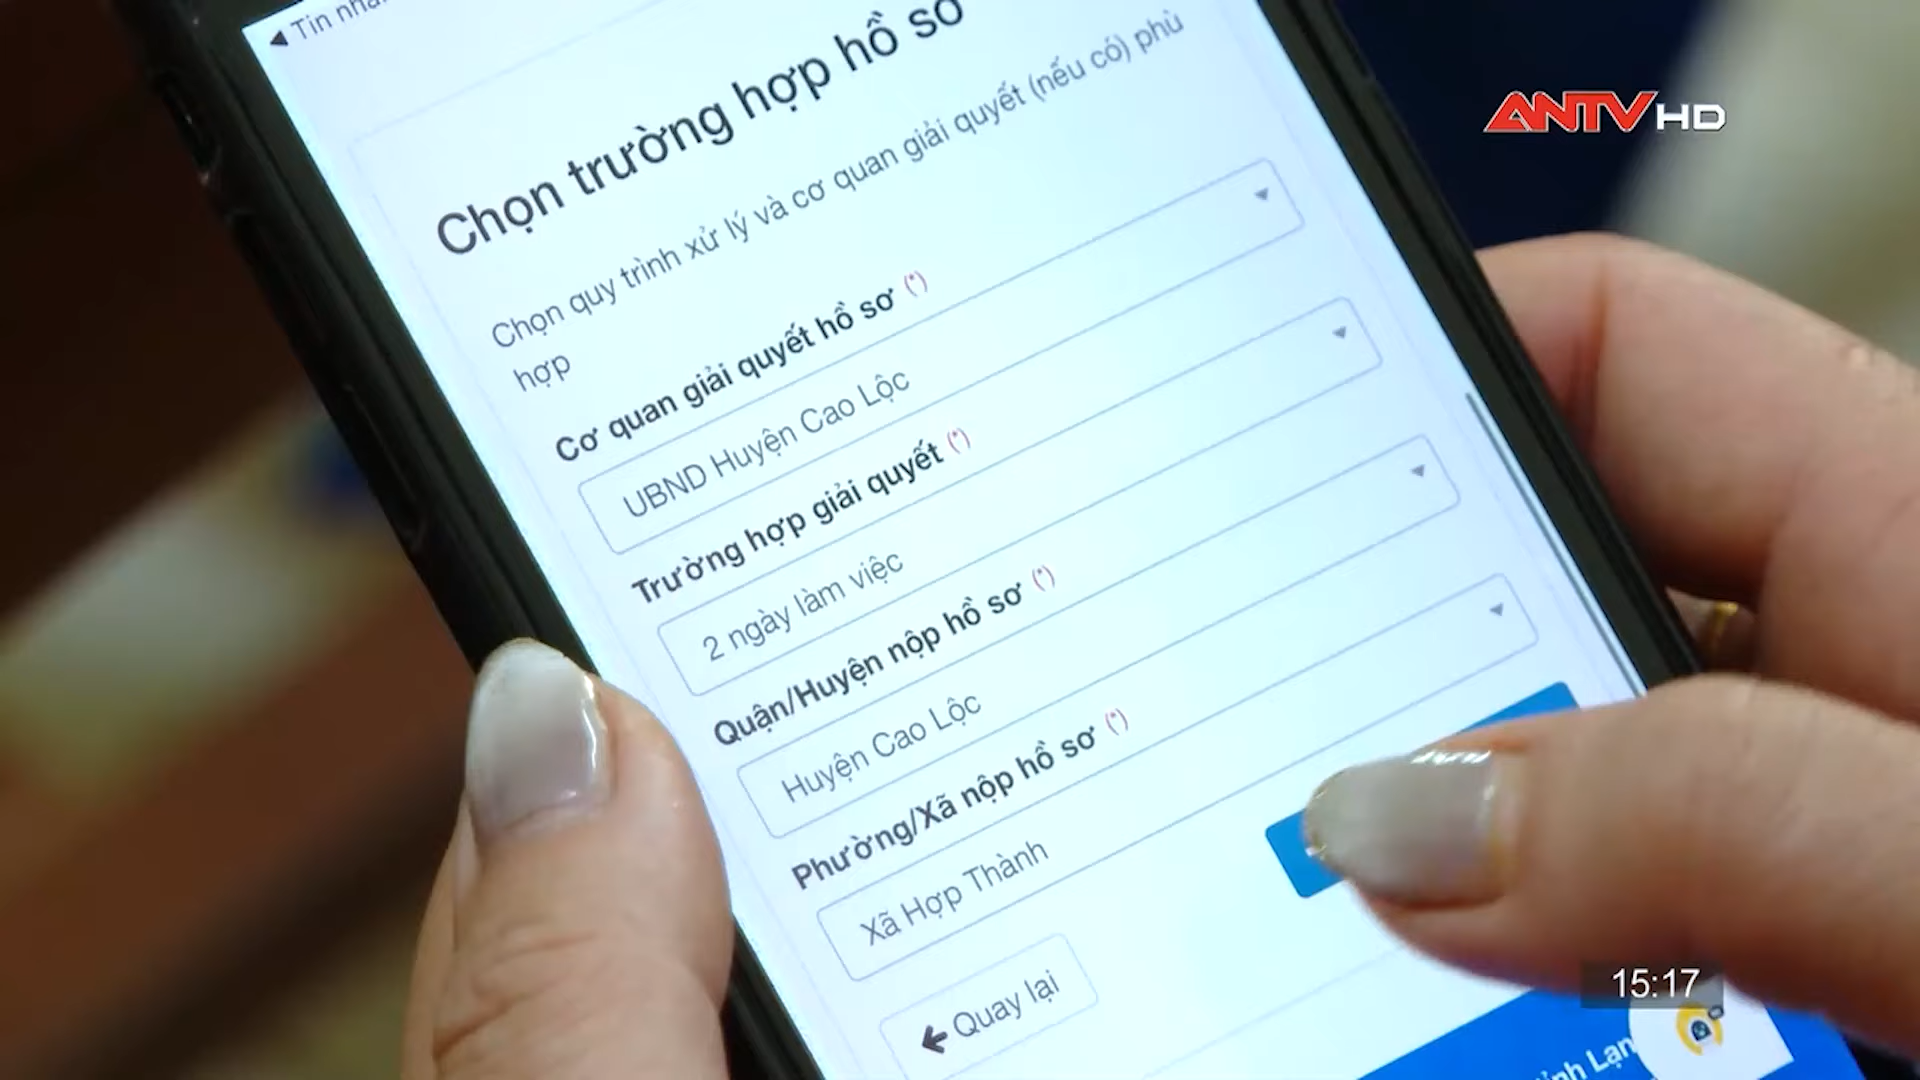 Tin
ANTV HD
Chọn trường hợp hồ sơ
Chọn quy trình xử lý và cơ quan giải quyết (nếu có) phù
hợp
Cơ quan giải quyết hồ sơ (*)
UBND Huyện Cao Lộc
Trường hợp giải quyết (*)
2 ngày làm việc
Quận/Huyện nộp hồ sơ (*)
Huyện Cao Lộc
Phường/Xã nộp hồ sơ (*)
Xã Hợp Thành
Quay lại
15:17